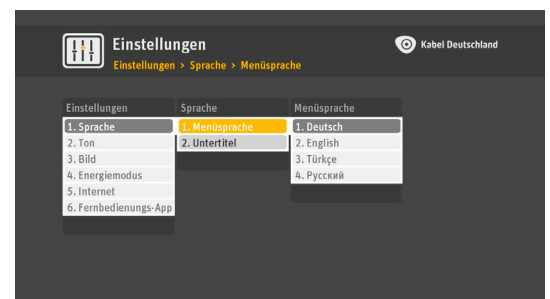 Einstellungen
Einstellungen > Sprache > Menüsprache
Kabel Deutschland
Einstellungen
1. Sprache
2. Ton
3. Bild
4. Energiemodus
5. Internet
6. Fernbedienungs-App
Sprache
1. Menüsprache
2. Untertitel
Menüsprache
1. Deutsch
2. English
3. Türkçe
4. Русский